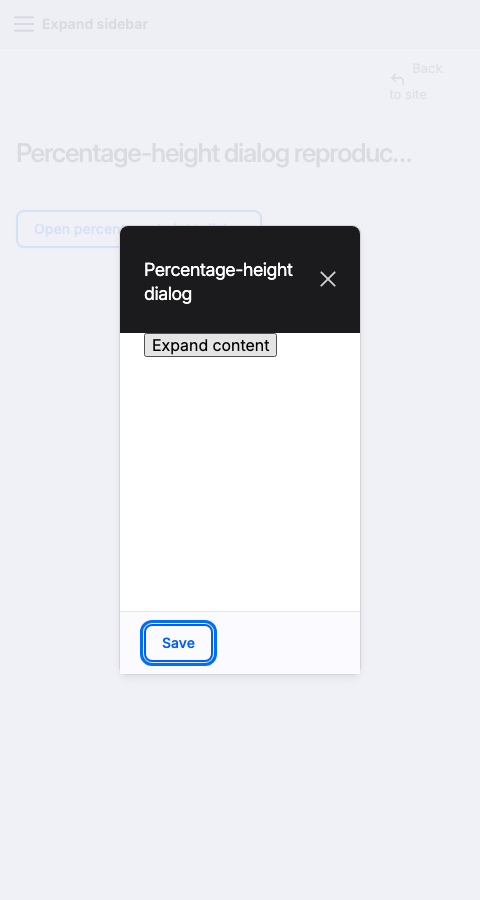 Expand sidebar
Back
to site
Percentage-height dialog reproduc...
Open percen
Percentage-height
dialog
Expand content
Save